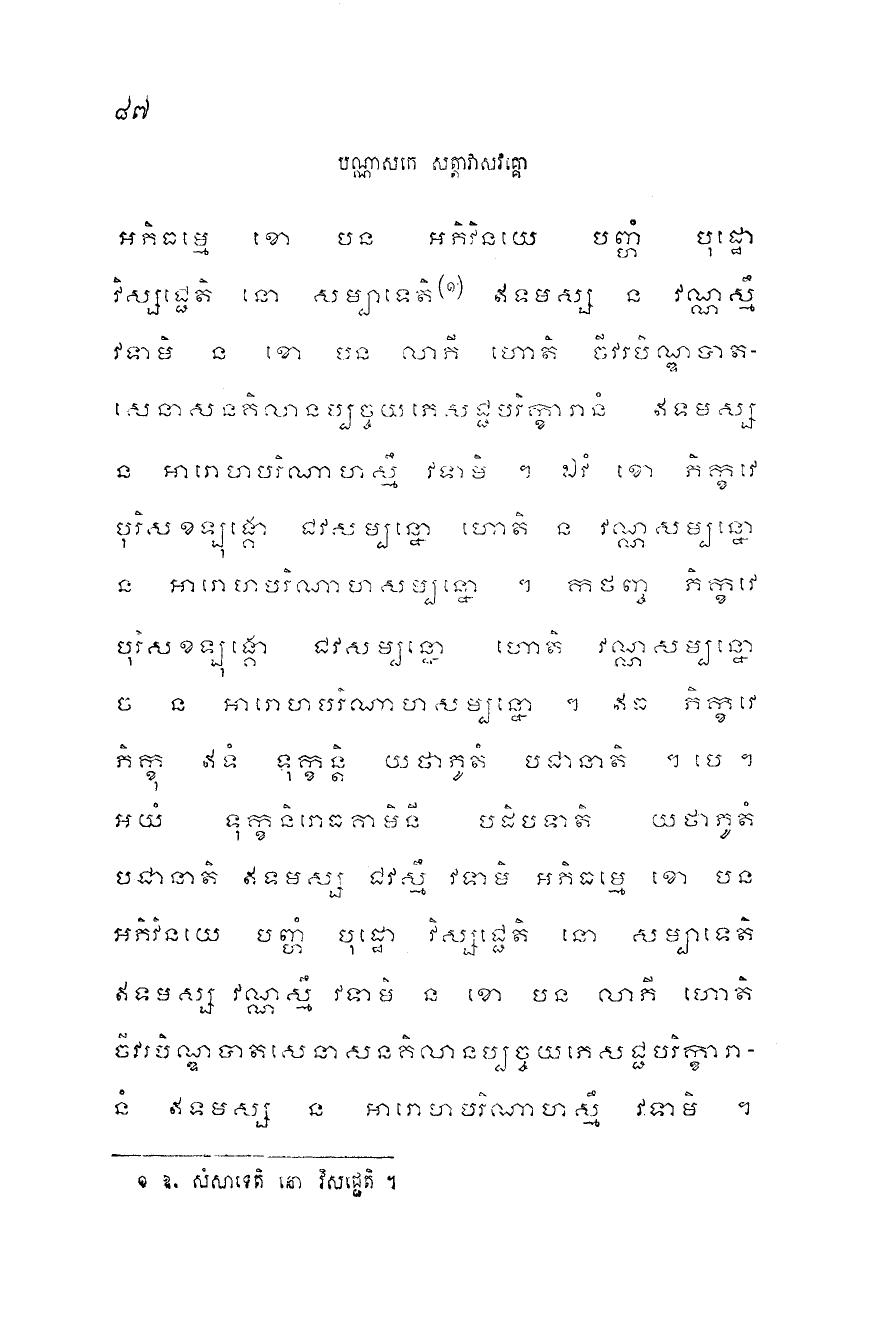 ៨៧
បណ្ណាសកេ សត្តាវាសវគ្គោ
អភិធម្មេ ខោ បន អភិវិនយេ បញ្ហំ បុដ្ឋោ
វិស្សជ្ជេតិ នោ សម្បាទេតិ(១) ឥទមស្ស ន វណ្ណស្មឹ
វទាមិ ន ខោ បន លាភី ហោតិ ចីវរបិណ្ឌបាត-
សេនាសនគិលានប្បច្ចយភេសជ្ជបរិក្ខារានំ ឥទមស្ស
ន អារោហបរិណាហស្មឹ វទាមិ ។ ឯវំ ខោ ភិក្ខវេ
បុរិសខឡុង្កោ ជវសម្បន្នោ ហោតិ ន វណ្ណសម្បន្នោ
ន អារោហបរិណាហសម្បន្នោ ។ កថញ្ច ភិក្ខវេ
បុរិសខឡុង្កោ ជវសម្បន្នោ ហោតិ វណ្ណសម្បន្នោ
ច ន អារោហបរិណាហសម្បន្នោ ។ ឥធ ភិក្ខវេ
ភិក្ខុ ឥទំ ទុក្ខន្តិ យថាភូតំ បជានាតិ ។ បេ ។
អយំ ទុក្ខនិរោធគាមិនី បដិបទាតិ យថាភូតំ
បជានាតិ ឥទមស្ស ជវស្មឹ វទាមិ អភិធម្មេ ខោ បន
អភិវិនយេ បញ្ហំ បុដ្ឋោ វិស្សជ្ជេតិ នោ សម្បាទេតិ
ឥទមស្ស វណ្ណស្មឹ វទាមិ ន ខោ បន លាភី ហោតិ
ចីវរបិណ្ឌបាតសេនាសនគិលានប្បច្ចយភេសជ្ជបរិក្ខារា-
នំ ឥទមស្ស ន អារោហបរិណាហស្មឹ វទាមិ ។
១ ឱ. សំសាទេតិ នោ វិសជ្ជេតិ ។